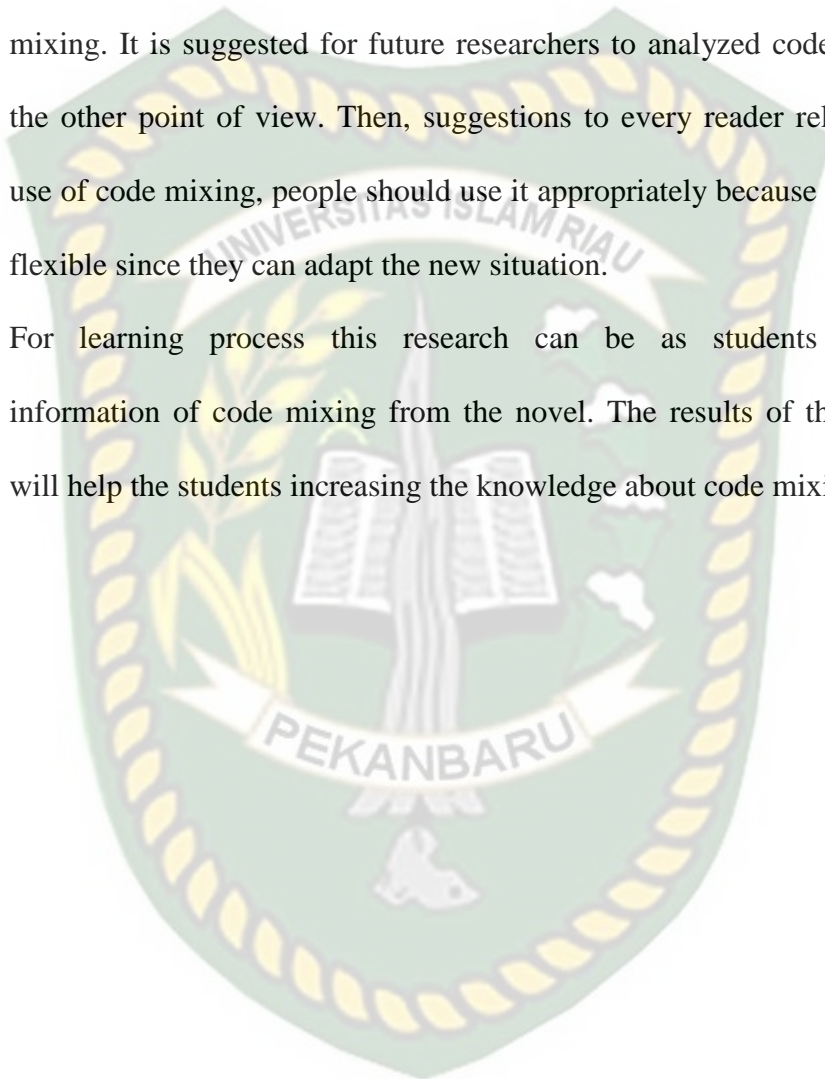 mixing. It is suggested for future researchers to analyzed code
the other point of view. Then, suggestions to every reader rel
use of code mixing, people should use it appropriately because
UNIVERSITAS ISLAM RIAU
flexible since they can adapt the new situation.
For learning process this research can be as students
information of code mixing from the novel. The results of th
will help the students increasing the knowledge about code mixi
PEKANBARU